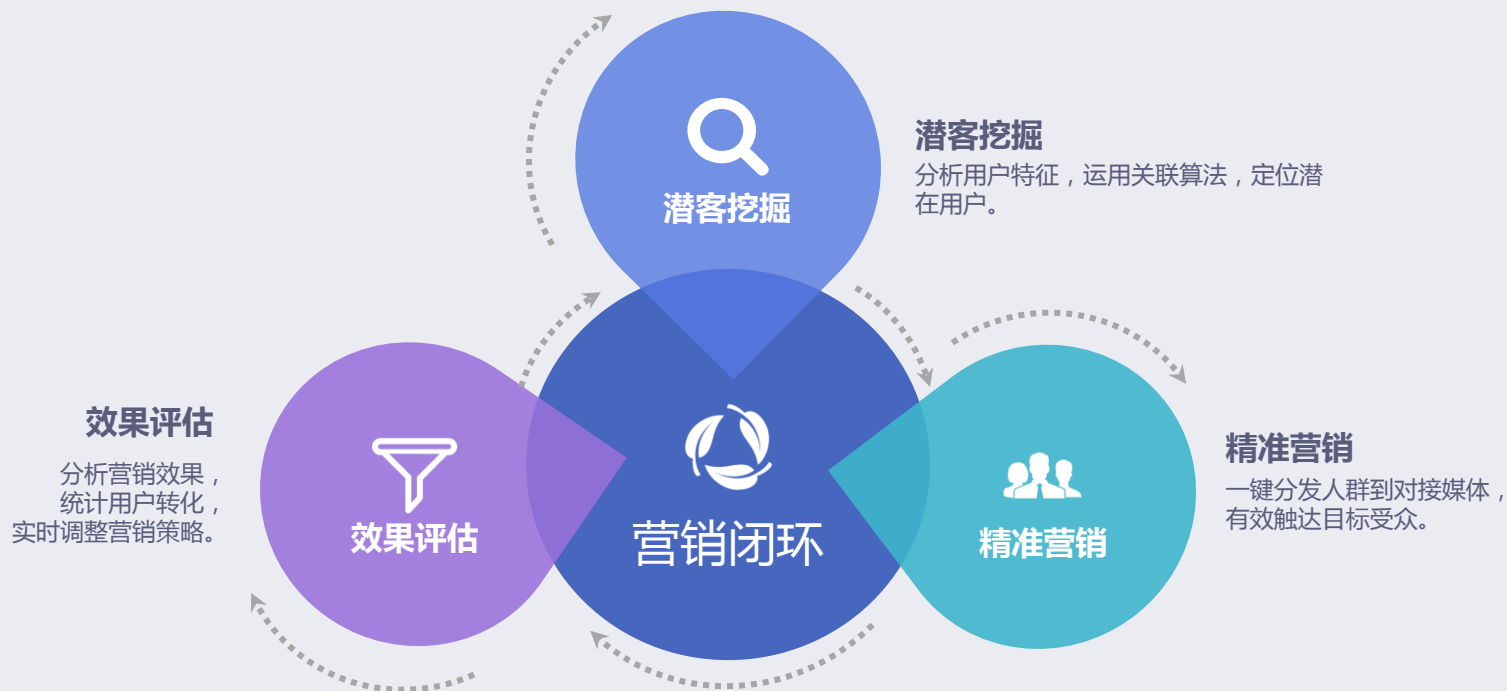 潜客挖掘
潜客挖掘
分析用户特征，运用关联算法，定位潜
在用户。
效果评估
分析营销效果，
统计用户转化，
实时调整营销策略。
效果评估
营销闭环
精准营销
精准营销
一键分发人群到对接媒体，
有效触达目标受众。